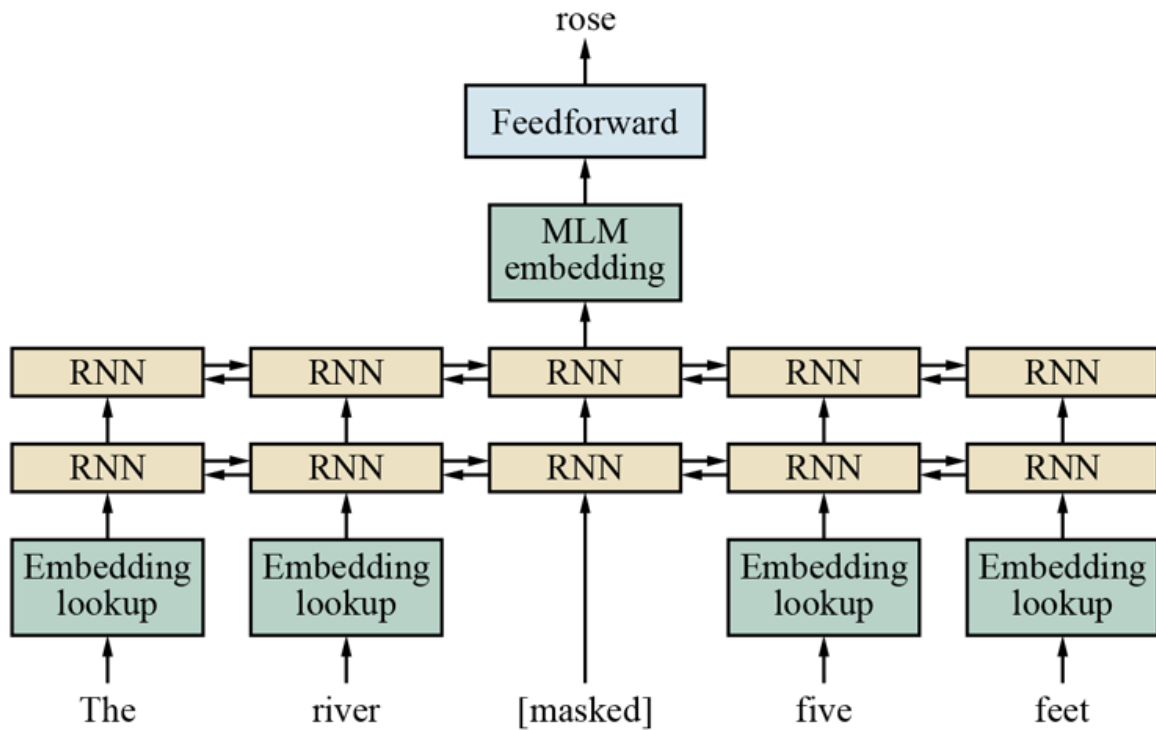 rose
Feedforward
MLM
embedding
RNN RNN RNN RNN RNN
RNN RNN RNN RNN RNN
Embedding Embedding Embedding Embedding
lookup lookup lookup lookup
The river [masked] five feet